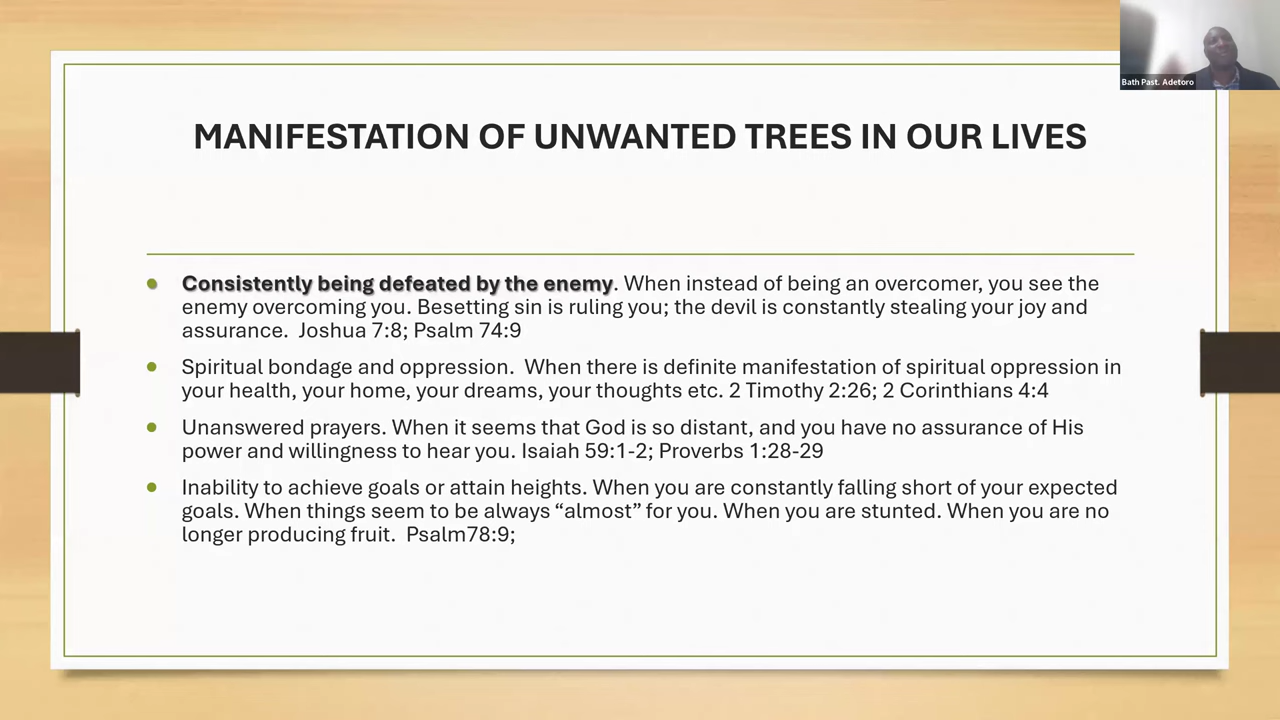 Bath Past. Adetoro
MANIFESTATION OF UNWANTED TREES IN OUR LIVES
• Consistently being defeated by the enemy. When instead of being an overcomer, you see the
enemy overcoming you. Besetting sin is ruling you; the devil is constantly stealing your joy and
assurance.  Joshua 7:8; Psalm 74:9
• Spiritual bondage and oppression.  When there is definite manifestation of spiritual oppression in
your health, your home, your dreams, your thoughts etc. 2 Timothy 2:26; 2 Corinthians 4:4
• Unanswered prayers. When it seems that God is so distant, and you have no assurance of His
power and willingness to hear you. Isaiah 59:1-2; Proverbs 1:28-29
• Inability to achieve goals or attain heights. When you are constantly falling short of your expected
goals. When things seem to be always “almost” for you. When you are stunted. When you are no
longer producing fruit.  Psalm78:9;